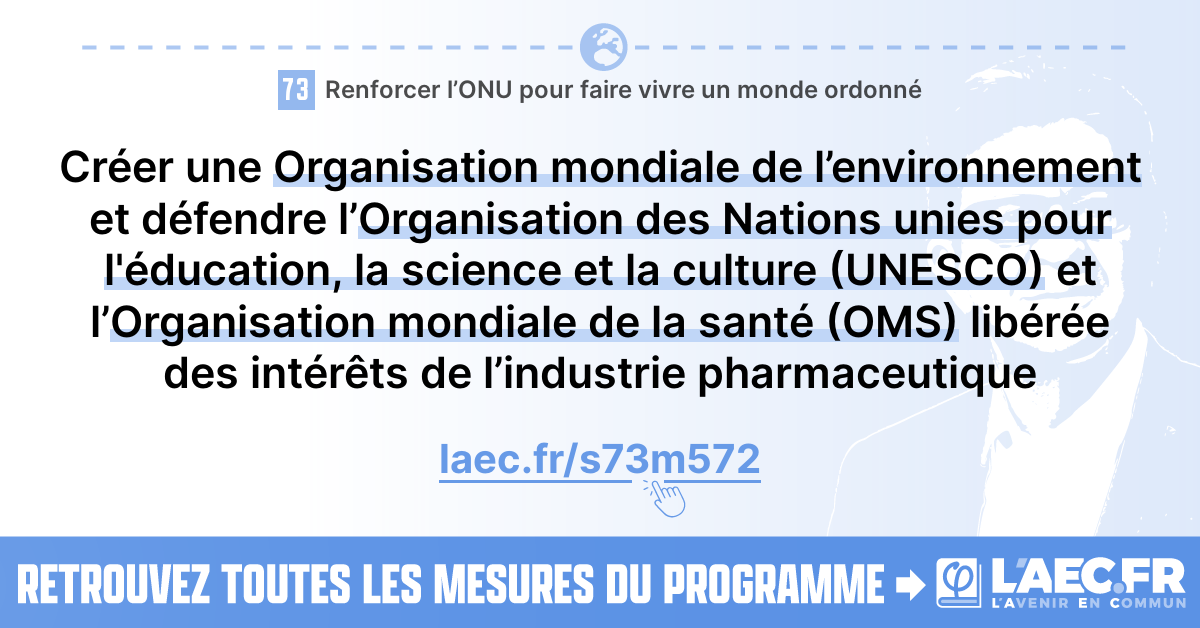 73 Renforcer l’ONU pour faire vivre un monde ordonné
Créer une Organisation mondiale de l’environnement
et défendre l’Organisation des Nations unies pour
l'éducation, la science et la culture (UNESCO) et
l’Organisation mondiale de la santé (OMS) libérée
des intérêts de l’industrie pharmaceutique
laec.fr/s73m572
RETROUVEZ TOUTES LES MESURES DU PROGRAMME
φ L'AEC.FR
L'AVENIR EN COMMUN